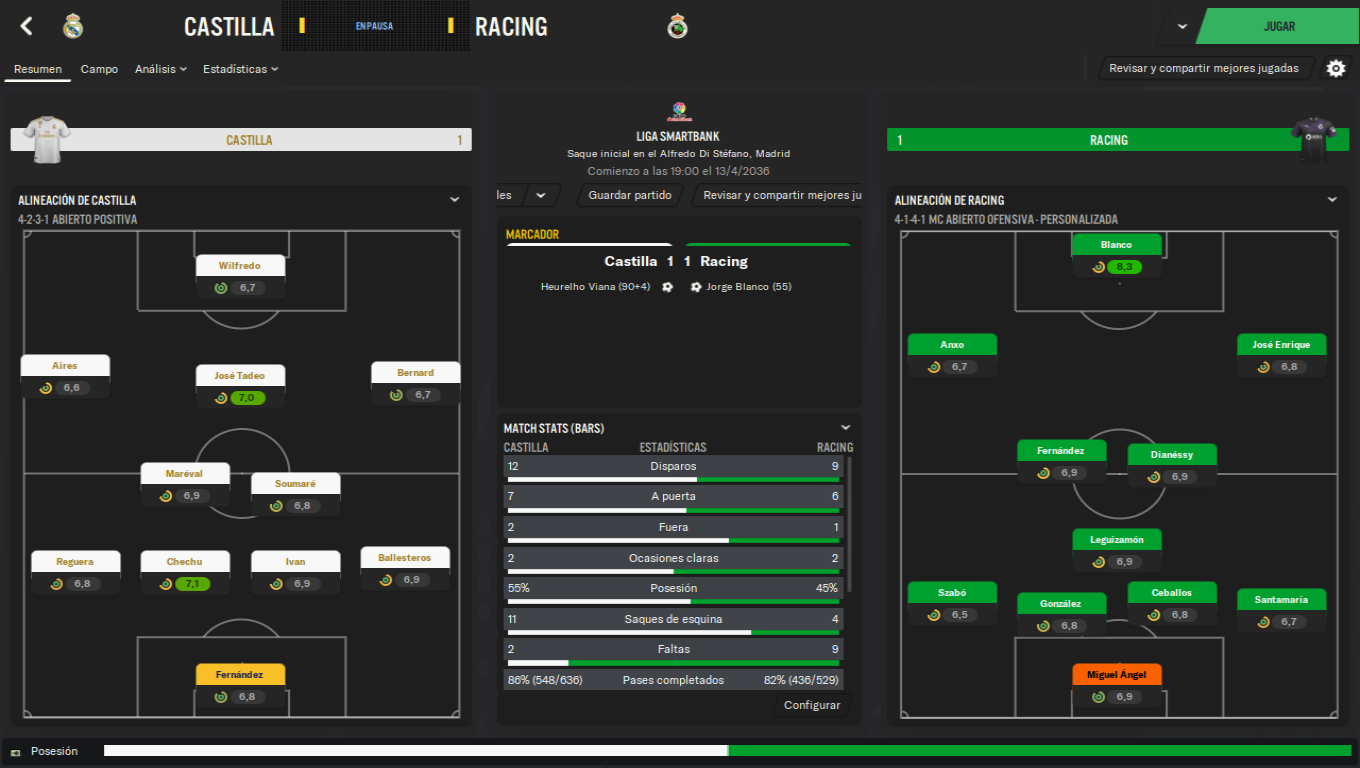 CASTILLA
EN PAUSA
RACING
JUGAR
Resumen Campo Análisis Estadísticas
Revisar y compartir mejores jugadas
CASTILLA 1
LIGA SMARTBANK
Saque inicial en el Alfredo Di Stéfano, Madrid
Comienzo a las 19:00 el 13/4/2036
les
Guardar partido
Revisar y compartir mejores ju
1 RACING
ALINEACIÓN DE CASTILLA
4-2-3-1 ABIERTO POSITIVA
Wilfredo
6,7
Aires
6,6
José Tadeo
7,0
Bernard
6,7
Maréval
6,9
Soumaré
6,8
Reguera
6,8
Chechu
7,1
Ivan
6,9
Ballesteros
6,9
Fernández
6,8
MARCADOR
Castilla 1 1 Racing
Heurelho Viana (90+4) Jorge Blanco (55)
MATCH STATS (BARS)
CASTILLA ESTADÍSTICAS RACING
12 Disparos 9
7 A puerta 6
2 Fuera 1
2 Ocasiones claras 2
55% Posesión 45%
11 Saques de esquina 4
2 Faltas 9
86% (548/636) Pases completados 82% (436/529)
Configurar
ALINEACIÓN DE RACING
4-1-4-1 MC ABIERTO OFENSIVA - PERSONALIZADA
Blanco
8,3
Anxo
6,7
José Enrique
6,8
Fernández
6,9
Dianéssy
6,9
Leguizamón
6,9
Szabó
6,5
González
6,8
Ceballos
6,8
Santamaría
6,7
Miguel Ángel
6,9
Posesión